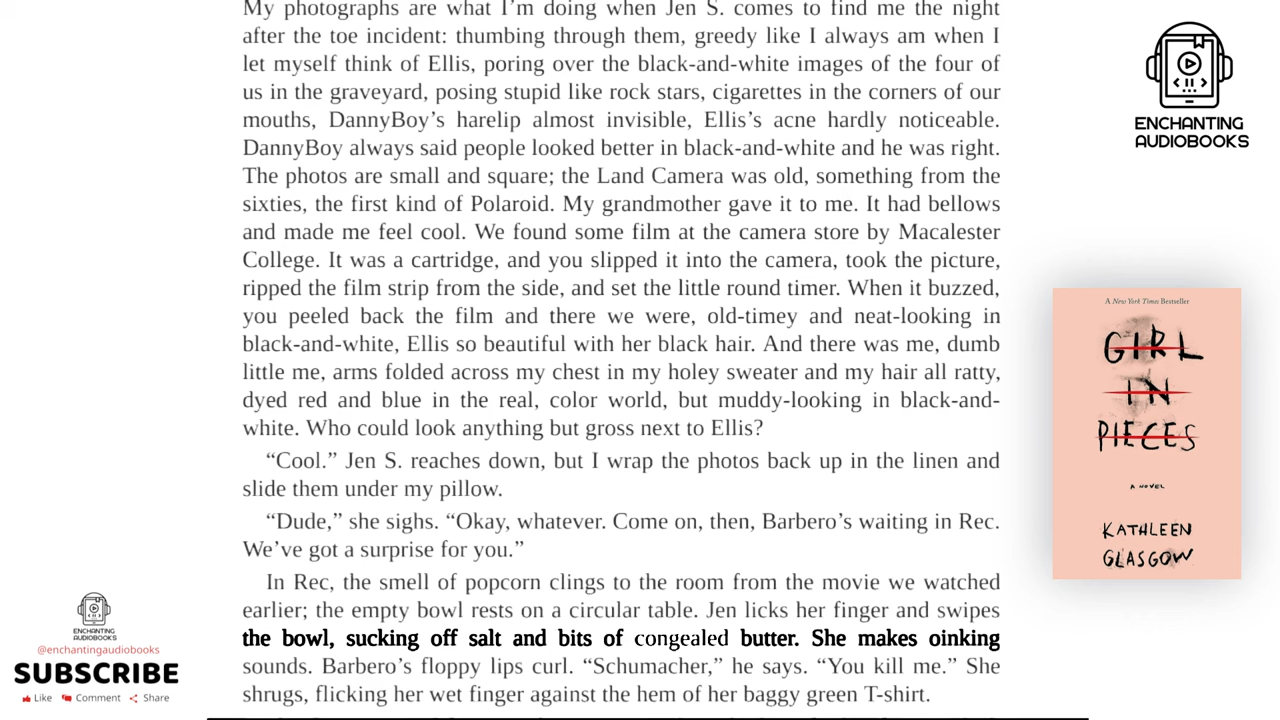 My photographs are what I'm doing when Jen S. comes to find me the night
after the toe incident: thumbing through them, greedy like I always am when I
let myself think of Ellis, poring over the black-and-white images of the four of
us in the graveyard, posing stupid like rock stars, cigarettes in the corners of our
mouths, DannyBoy's harelip almost invisible, Ellis's acne hardly noticeable.
DannyBoy always said people looked better in black-and-white and he was right.
The photos are small and square; the Land Camera was old, something from the
sixties, the first kind of Polaroid. My grandmother gave it to me. It had bellows
and made me feel cool. We found some film at the camera store by Macalester
College. It was a cartridge, and you slipped it into the camera, took the picture,
ripped the film strip from the side, and set the little round timer. When it buzzed,
you peeled back the film and there we were, old-timey and neat-looking in
black-and-white, Ellis so beautiful with her black hair. And there was me, dumb
little me, arms folded across my chest in my holey sweater and my hair all ratty,
dyed red and blue in the real, color world, but muddy-looking in black-and-
white. Who could look anything but gross next to Ellis?
“Cool.” Jen S. reaches down, but I wrap the photos back up in the linen and
slide them under my pillow.
“Dude,” she sighs. “Okay, whatever. Come on, then, Barbero’s waiting in Rec.
We’ve got a surprise for you.”
In Rec, the smell of popcorn clings to the room from the movie we watched
earlier; the empty bowl rests on a circular table. Jen licks her finger and swipes
the bowl, sucking off salt and bits of congealed butter. She makes oinking
sounds. Barbero’s floppy lips curl. “Schumacher,” he says. “You kill me.” She
shrugs, flicking her wet finger against the hem of her baggy green T-shirt.
ENCHANTING
AUDIOBOOKS
A New York Times Bestseller
GIRL
IN
PIECES
A NOVEL
KATHLEEN
GLASGOW
ENCHANTING
AUDIOBOOKS
@enchantingaudiobooks
SUBSCRIBE
Like Comment Share